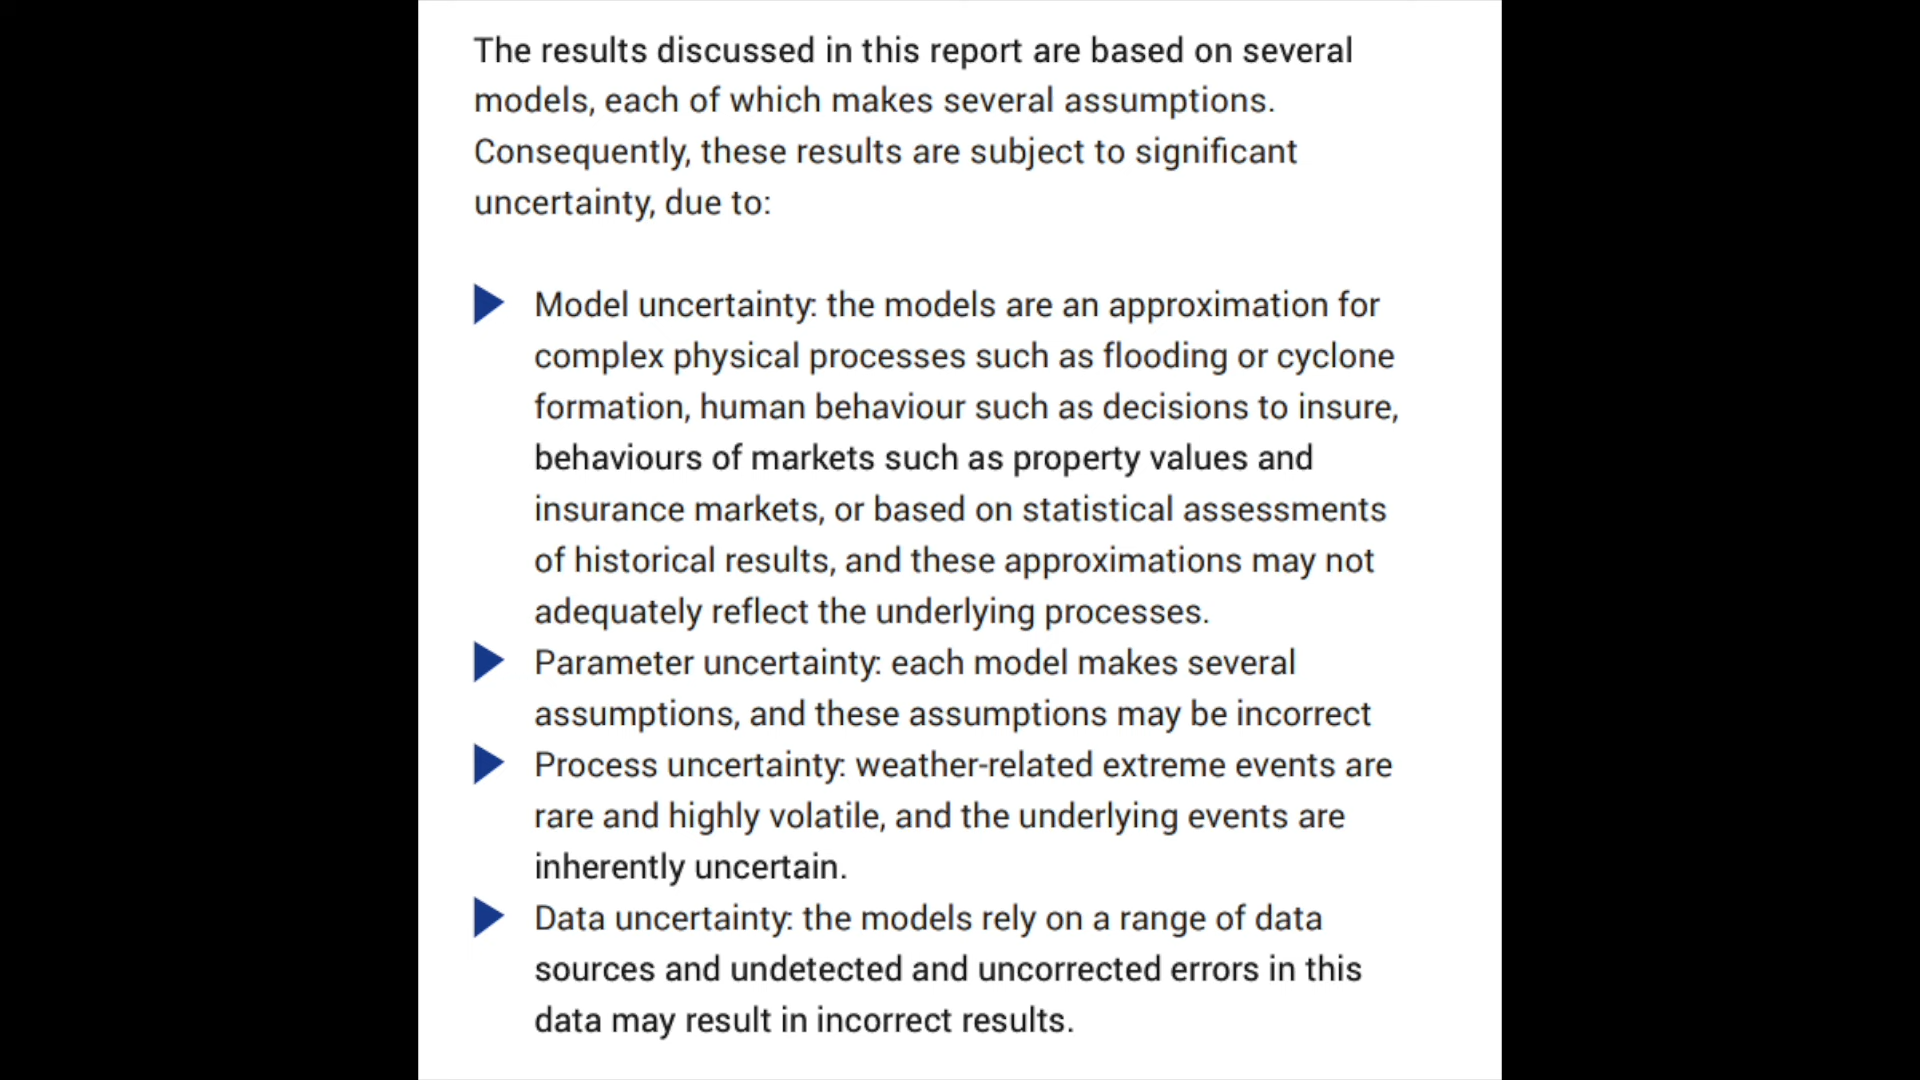 The results discussed in this report are based on several
models, each of which makes several assumptions.
Consequently, these results are subject to significant
uncertainty, due to:
Model uncertainty: the models are an approximation for
complex physical processes such as flooding or cyclone
formation, human behaviour such as decisions to insure,
behaviours of markets such as property values and
insurance markets, or based on statistical assessments
of historical results, and these approximations may not
adequately reflect the underlying processes.
Parameter uncertainty: each model makes several
assumptions, and these assumptions may be incorrect
Process uncertainty: weather-related extreme events are
rare and highly volatile, and the underlying events are
inherently uncertain.
Data uncertainty: the models rely on a range of data
sources and undetected and uncorrected errors in this
data may result in incorrect results.